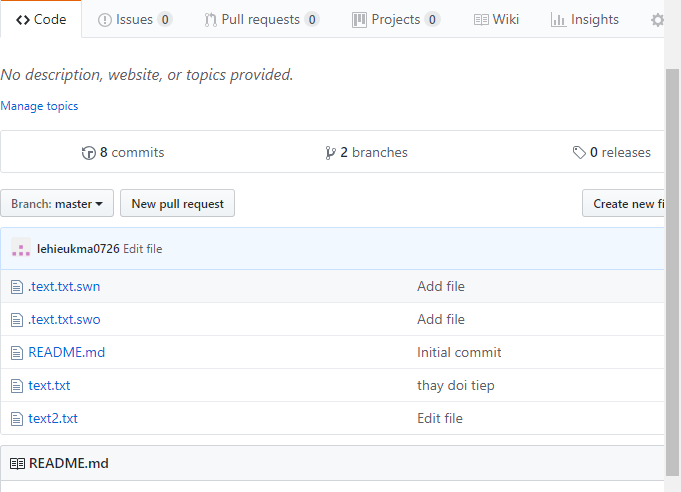 Code Issues 0 Pull requests 0 Projects 0 Wiki Insights
No description, website, or topics provided.
Manage topics
8 commits 2 branches 0 releases
Branch: master New pull request Create new fi
lehieukma0726 Edit file
.text.txt.swn Add file
.text.txt.swo Add file
README.md Initial commit
text.txt thay doi tiep
text2.txt Edit file
README.md